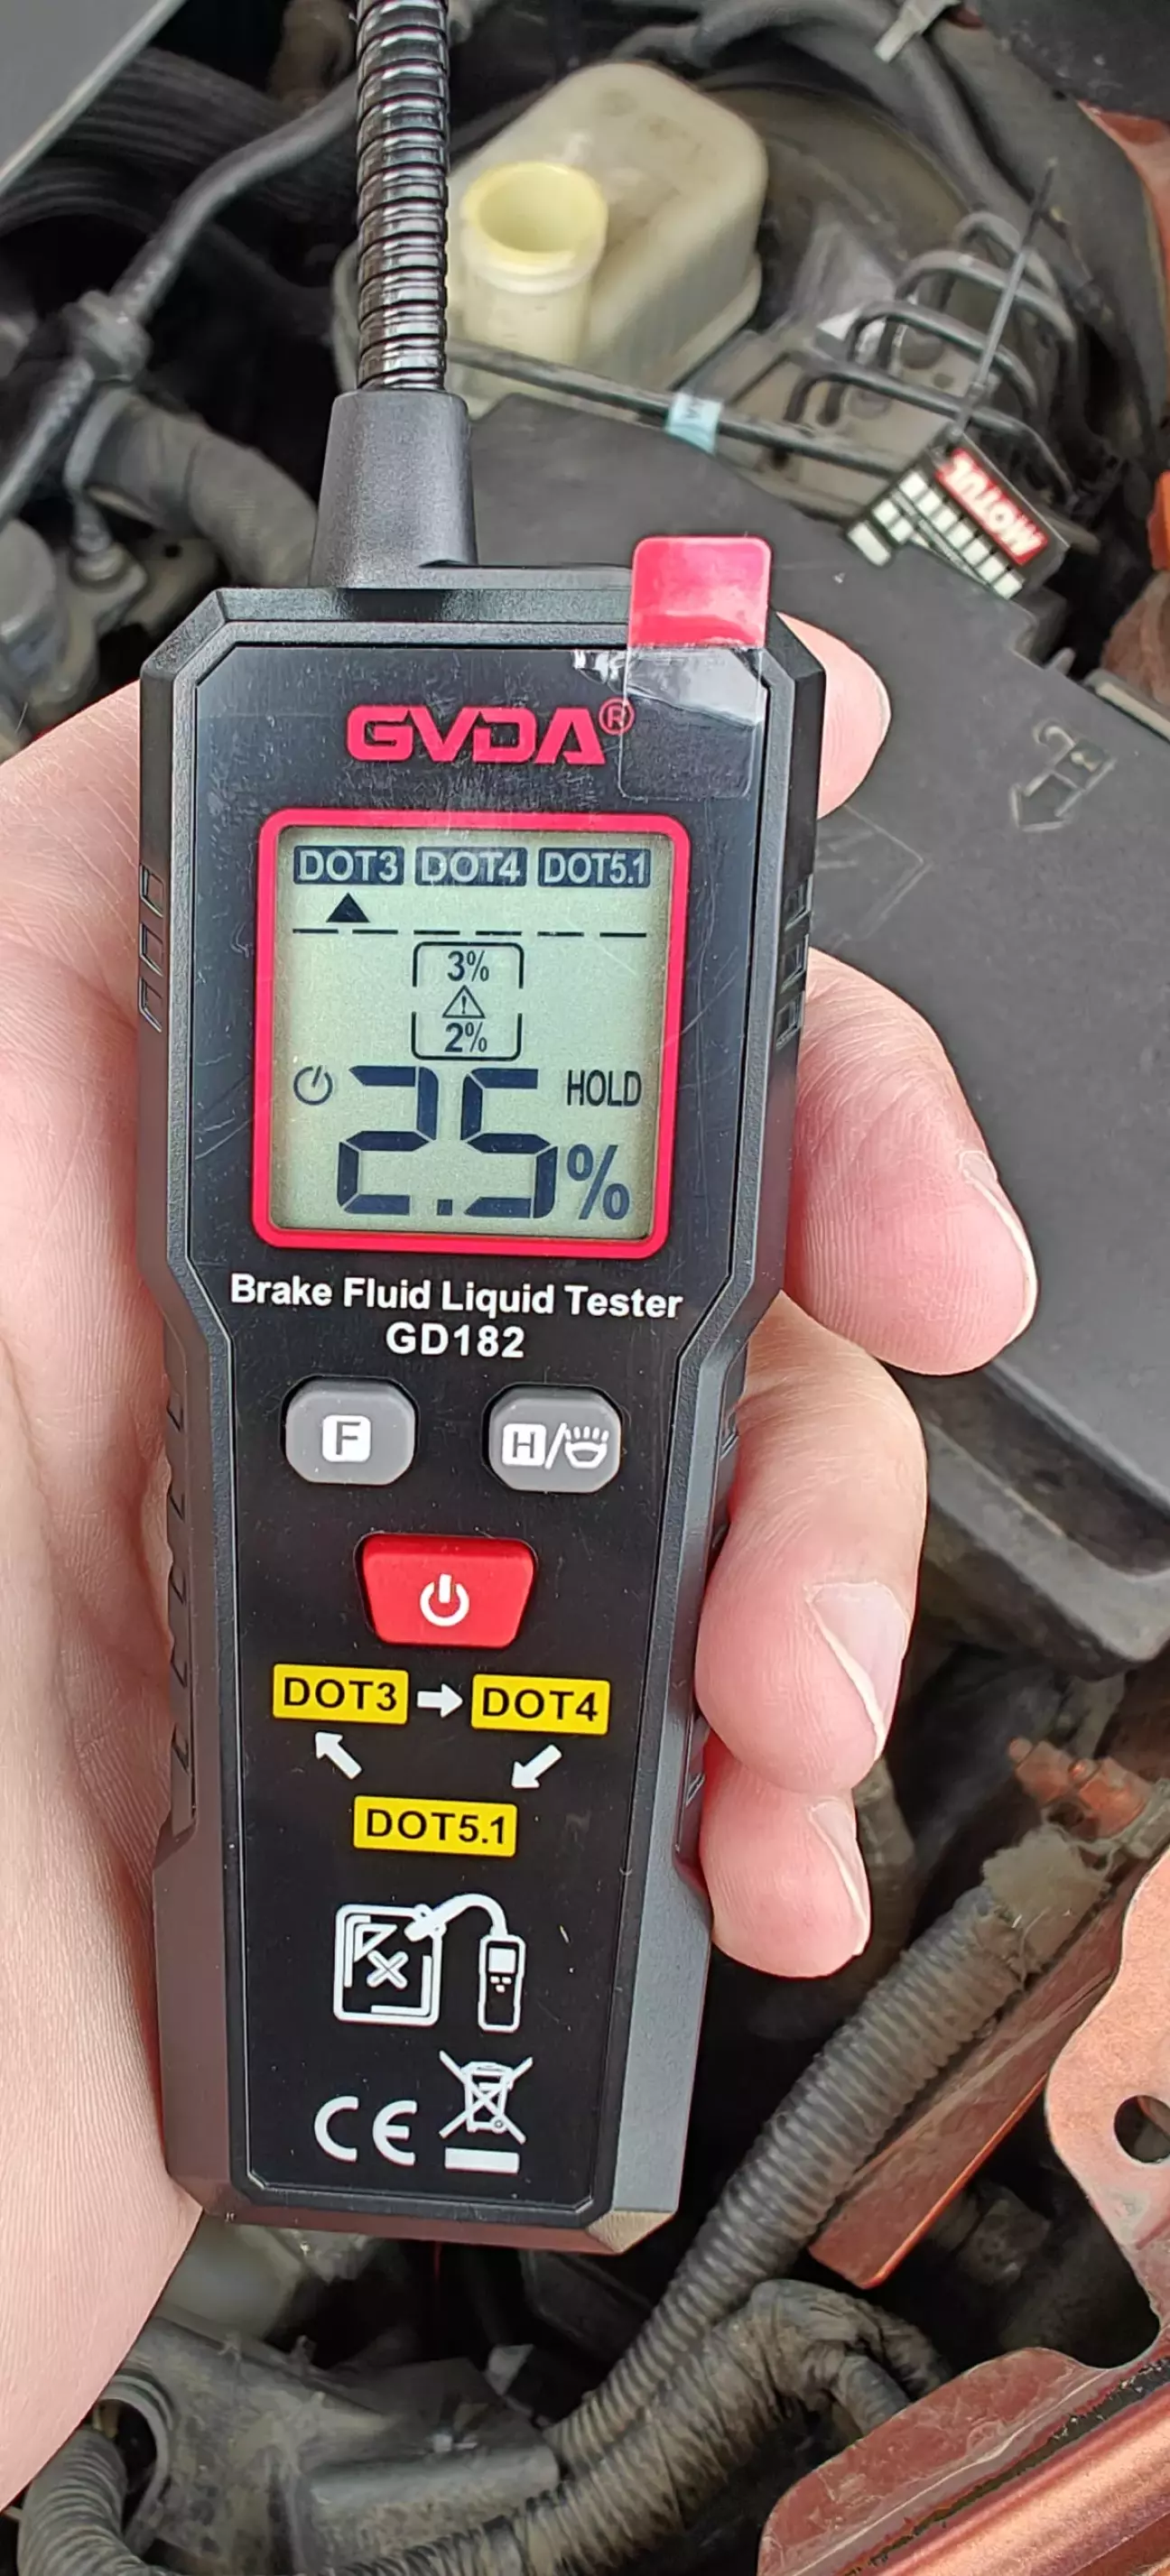 MOTUL
GVDA®
DOT3 DOT4 DOT5.1
3%
2%
HOLD
2.5%
Brake Fluid Liquid Tester
GD182
F H/
DOT3 DOT4
DOT5.1
CE